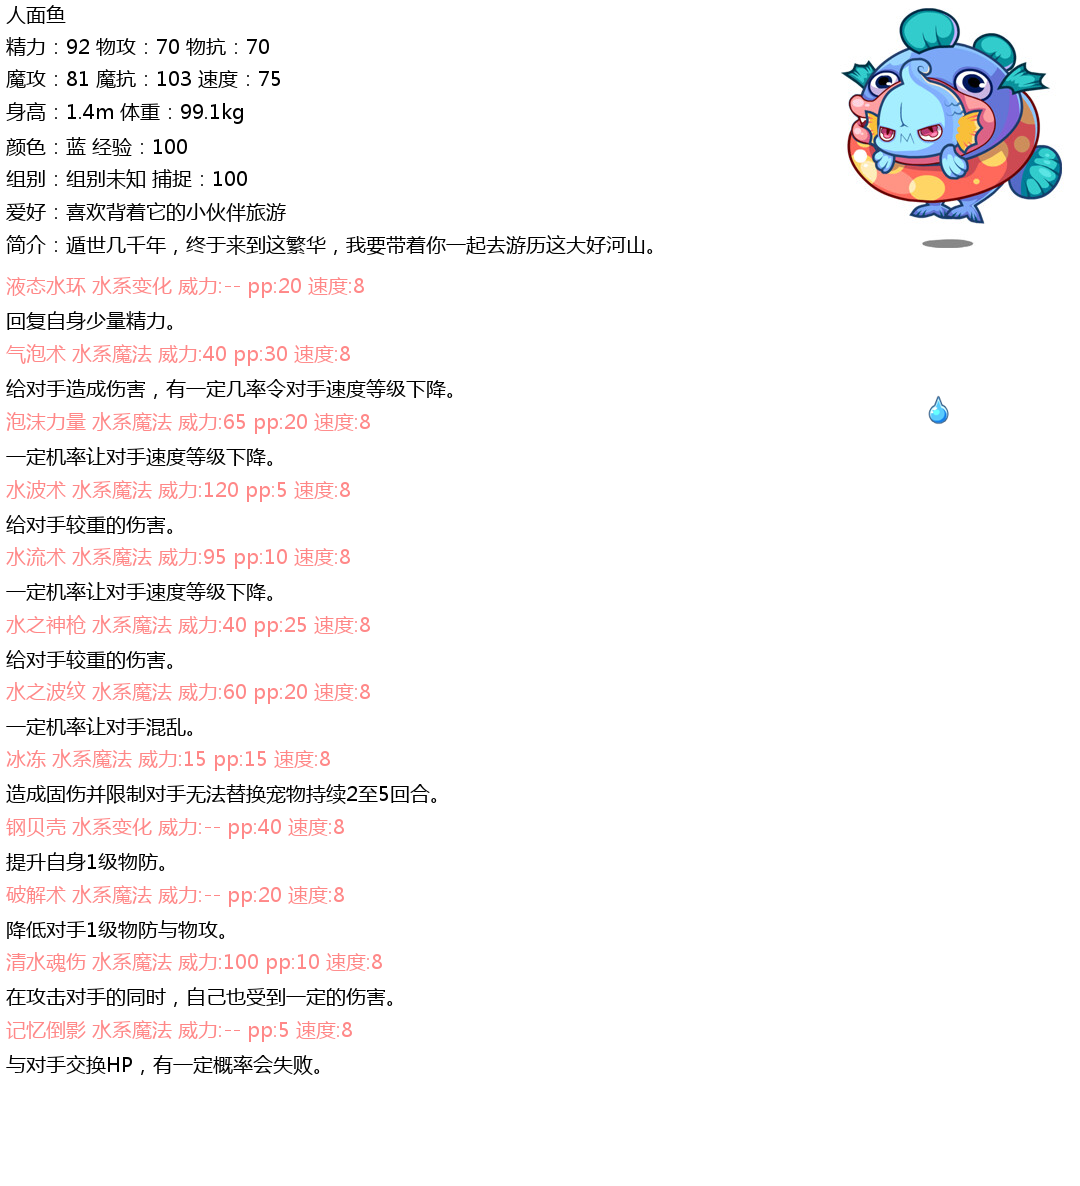 人面鱼
精力：92 物攻：70 物抗：70
魔攻：81 魔抗：103 速度：75
身高：1.4m 体重：99.1kg
颜色：蓝 经验：100
组别：组别未知 捕捉：100
爱好：喜欢背着它的小伙伴旅游
简介：遁世几千年，终于来到这繁华，我要带着你一起去游历这大好河山。
液态水环 水系变化 威力:-- pp:20 速度:8
回复自身少量精力。
气泡术 水系魔法 威力:40 pp:30 速度:8
给对手造成伤害，有一定几率令对手速度等级下降。
泡沫力量 水系魔法 威力:65 pp:20 速度:8
一定机率让对手速度等级下降。
水波术 水系魔法 威力:120 pp:5 速度:8
给对手较重的伤害。
水流术 水系魔法 威力:95 pp:10 速度:8
一定机率让对手速度等级下降。
水之神枪 水系魔法 威力:40 pp:25 速度:8
给对手较重的伤害。
水之波纹 水系魔法 威力:60 pp:20 速度:8
一定机率让对手混乱。
冰冻 水系魔法 威力:15 pp:15 速度:8
造成固伤并限制对手无法替换宠物持续2至5回合。
钢贝壳 水系变化 威力:-- pp:40 速度:8
提升自身1级物防。
破解术 水系魔法 威力:-- pp:20 速度:8
降低对手1级物防与物攻。
清水魂伤 水系魔法 威力:100 pp:10 速度:8
在攻击对手的同时，自己也受到一定的伤害。
记忆倒影 水系魔法 威力:-- pp:5 速度:8
与对手交换HP，有一定概率会失败。